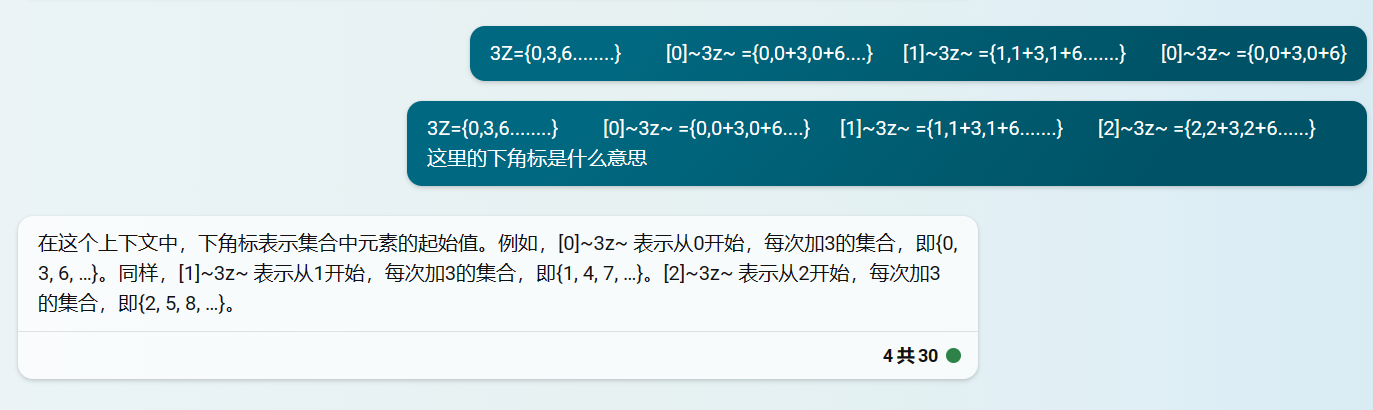 3Z={0,3,6........} [0]~3z~ ={0,0+3,0+6....} [1]~3z~ ={1,1+3,1+6.......} [0]~3z~ ={0,0+3,0+6}
3Z={0,3,6........} [0]~3z~ ={0,0+3,0+6....} [1]~3z~ ={1,1+3,1+6.......} [2]~3z~ ={2,2+3,2+6......}
这里的下角标是什么意思
在这个上下文中，下角标表示集合中元素的起始值。例如，[0]~3z~ 表示从0开始，每次加3的集合，即{0,
3, 6, …}。同样，[1]~3z~ 表示从1开始，每次加3的集合，即{1, 4, 7, …}。[2]~3z~ 表示从2开始，每次加3
的集合，即{2, 5, 8, …}。
4 共 30